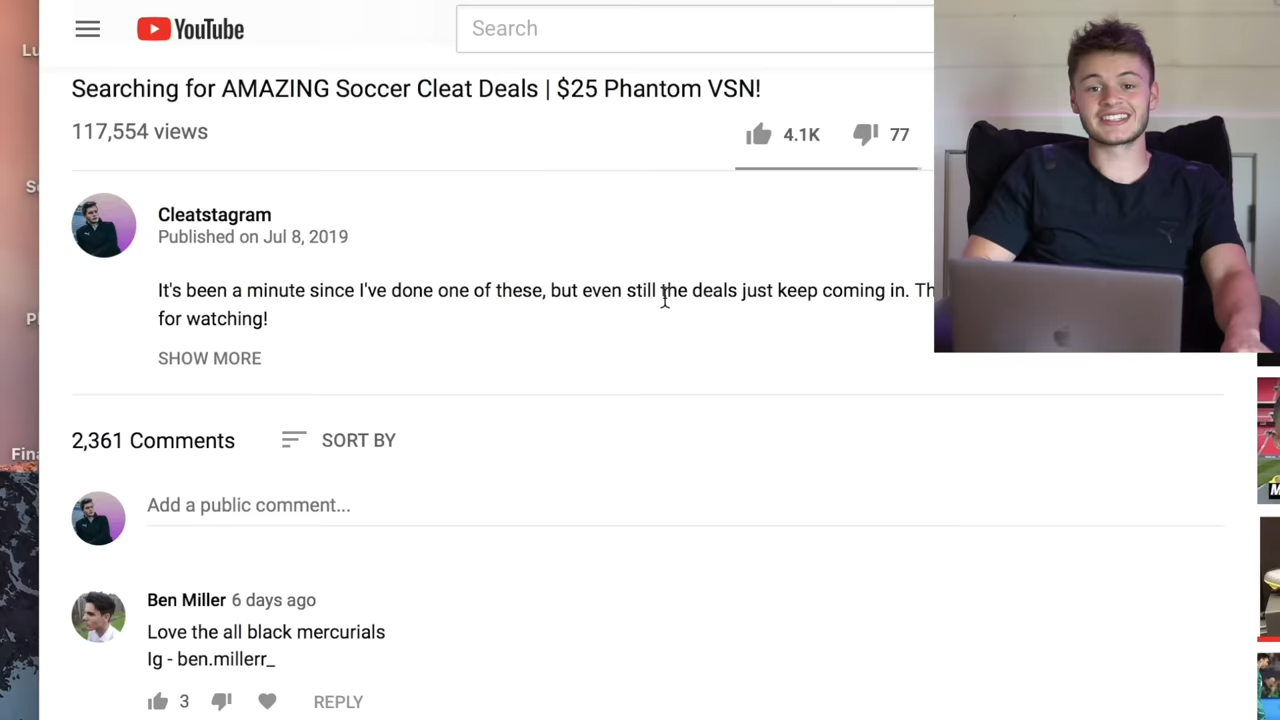 Lu
YouTube
Search
Searching for AMAZING Soccer Cleat Deals | $25 Phantom VSN!
117,554 views
4.1K
77
Cleatstagram
Published on Jul 8, 2019
It's been a minute since I've done one of these, but even still the deals just keep coming in. Th
for watching!
SHOW MORE
2,361 Comments
SORT BY
Fina
Add a public comment...
Ben Miller 6 days ago
Love the all black mercurials
Ig - ben.millerr_
3
REPLY